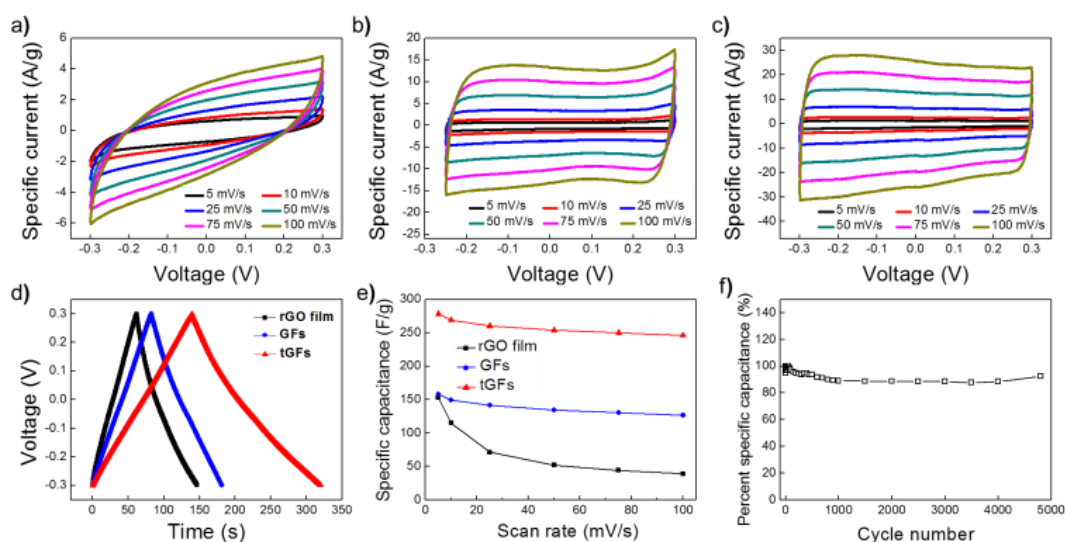 a)
6
4
2
0
-2
-4
-6
Specific current (A/g)
5 mV/s 10 mV/s
25 mV/s 50 mV/s
75 mV/s 100 mV/s
-0.3 -0.2 -0.1 0.0 0.1 0.2 0.3
Voltage (V)
b)
20
15
10
5
0
-5
-10
-15
-20
-25
Specific current (A/g)
5 mV/s 10 mV/s 25 mV/s
50 mV/s 75 mV/s 100 mV/s
-0.3 -0.2 -0.1 0.0 0.1 0.2 0.3
Voltage (V)
c)
30
20
10
0
-10
-20
-30
-40
Specific current (A/g)
5 mV/s 10 mV/s 25 mV/s
50 mV/s 75 mV/s 100 mV/s
-0.3 -0.2 -0.1 0.0 0.1 0.2 0.3
Voltage (V)
d)
0.3
0.2
0.1
0.0
-0.1
-0.2
-0.3
Voltage (V)
rGO film
GFs
tGFs
0 50 100 150 200 250 300 350
Time (s)
e)
300
250
200
150
100
50
0
Specific capacitance (F/g)
rGO film
GFs
tGFs
0 20 40 60 80 100
Scan rate (mV/s)
f)
140
120
100
80
60
40
20
0
Percent specific capacitance (%)
0 1000 2000 3000 4000 5000
Cycle number